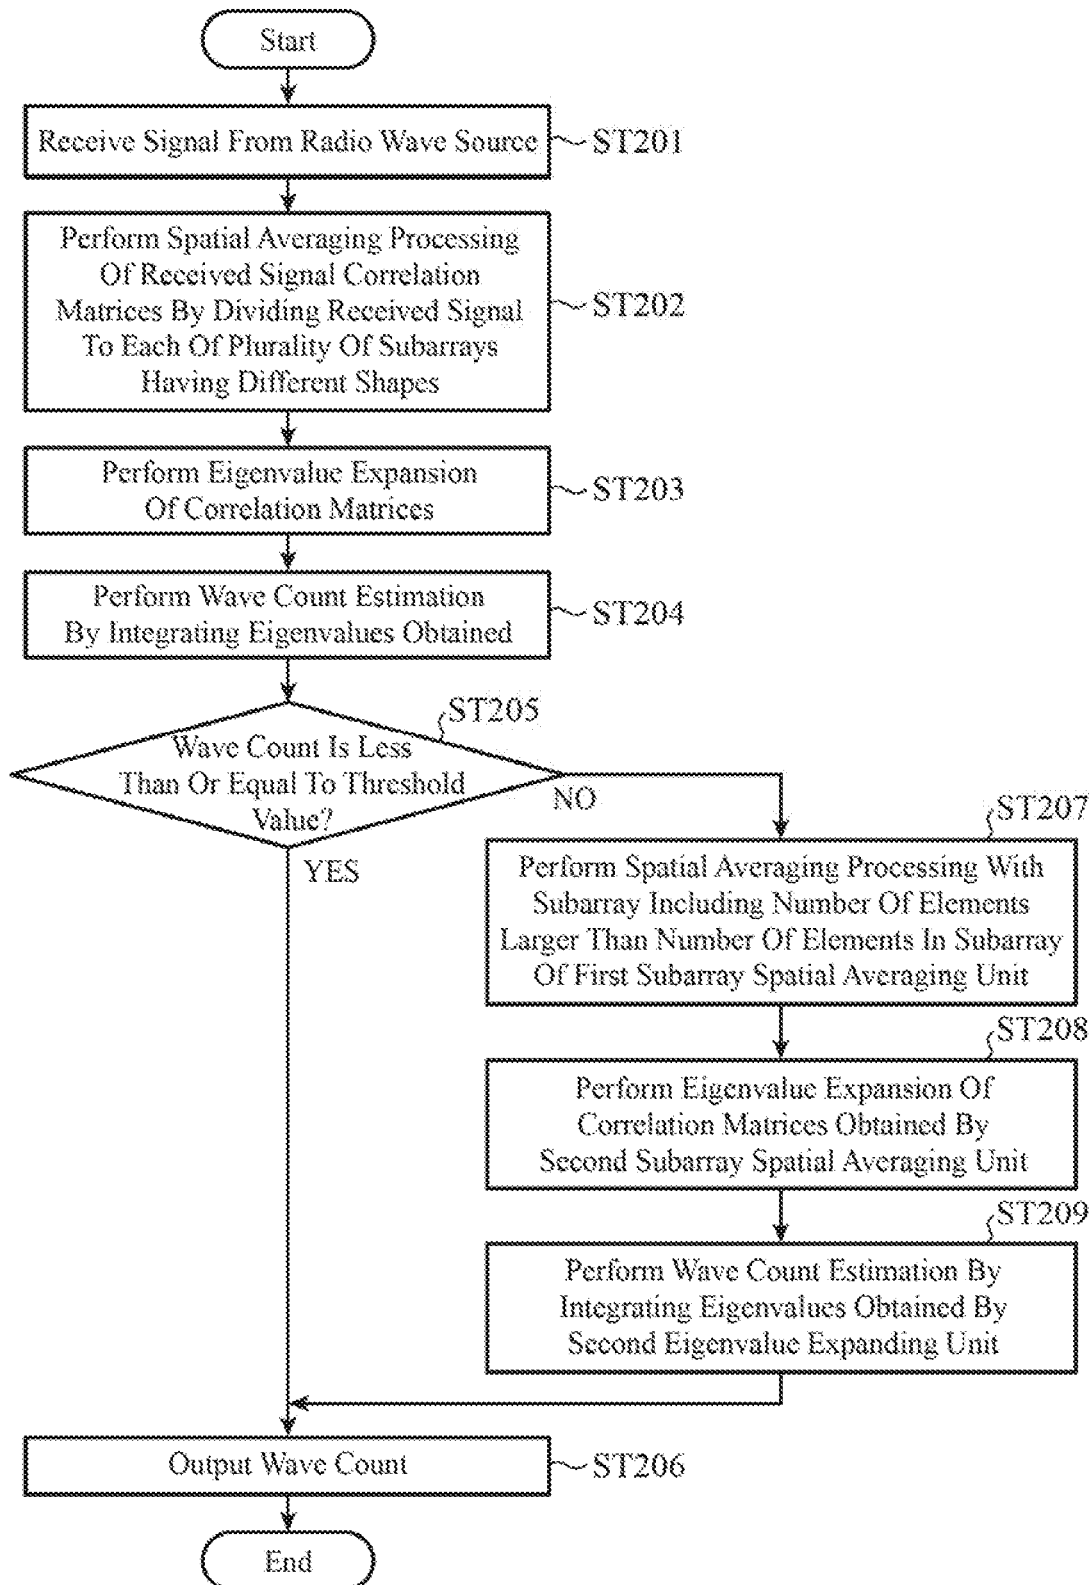 Start
Receive Signal From Radio Wave Source
ST201
Perform Spatial Averaging Processing
Of Received Signal Correlation
Matrices By Dividing Received Signal
To Each Of Plurality Of Subarrays
Having Different Shapes
ST202
Perform Eigenvalue Expansion
Of Correlation Matrices
ST203
Perform Wave Count Estimation
By Integrating Eigenvalues Obtained
ST204
ST205
Wave Count Is Less
Than Or Equal To Threshold
Value?
NO
YES
ST207
Perform Spatial Averaging Processing With
Subarray Including Number Of Elements
Larger Than Number Of Elements In Subarray
Of First Subarray Spatial Averaging Unit
ST208
Perform Eigenvalue Expansion Of
Correlation Matrices Obtained By
Second Subarray Spatial Averaging Unit
ST209
Perform Wave Count Estimation By
Integrating Eigenvalues Obtained By
Second Eigenvalue Expanding Unit
Output Wave Count
ST206
End